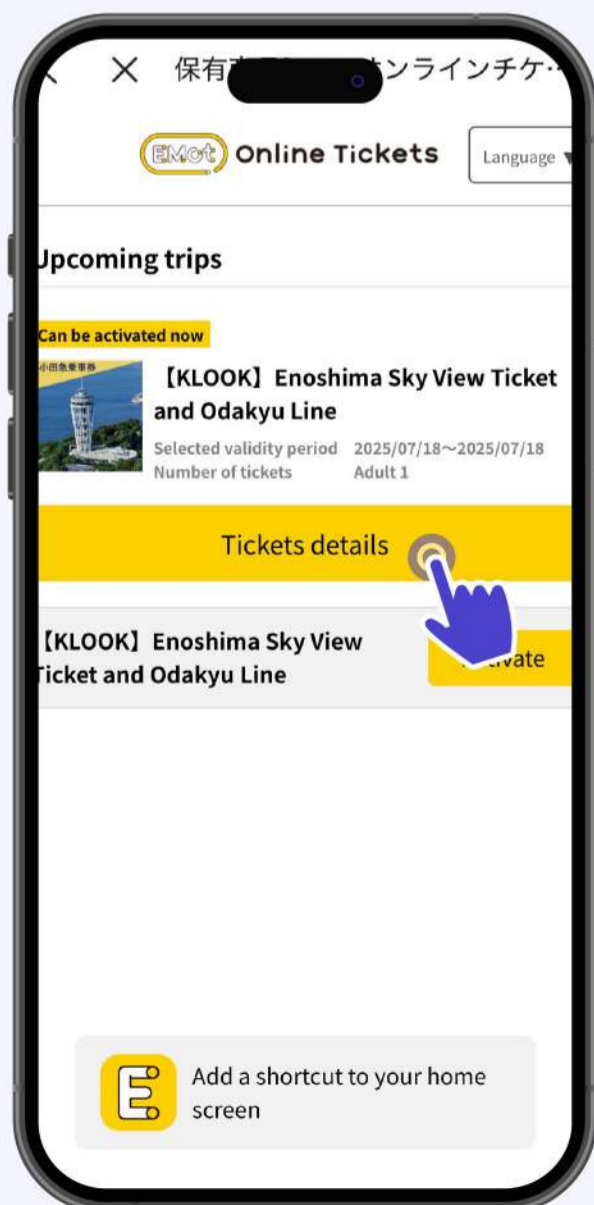 保有 ンラインチケ…
EMot Online Tickets
Language ▼
Upcoming trips
Can be activated now
小田急乗車券
【KLOOK】Enoshima Sky View Ticket
and Odakyu Line
Selected validity period 2025/07/18~2025/07/18
Number of tickets Adult 1
Tickets details
【KLOOK】Enoshima Sky View
Ticket and Odakyu Line
Add a shortcut to your home
screen